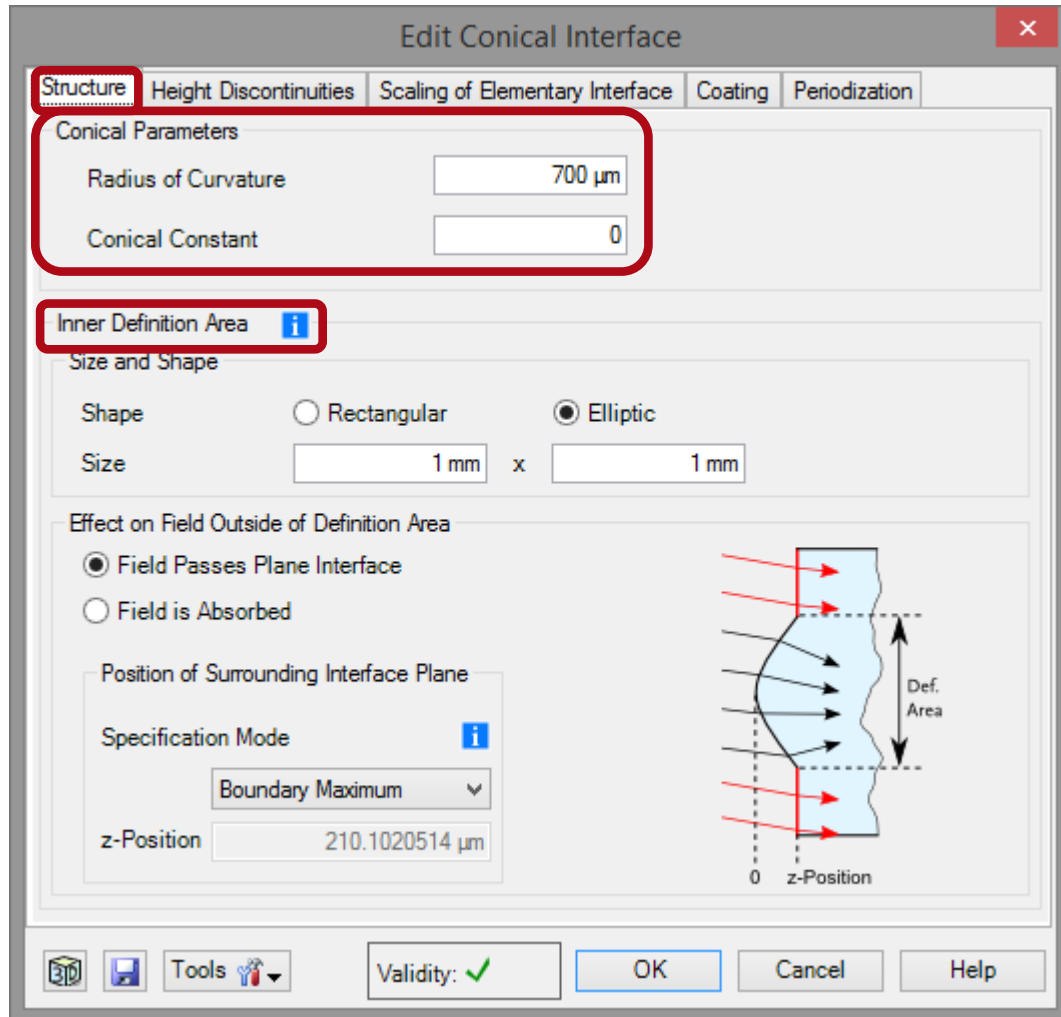 Edit Conical Interface
Structure Height Discontinuities Scaling of Elementary Interface Coating Periodization
Conical Parameters
Radius of Curvature 700 µm
Conical Constant 0
Inner Definition Area i
Size and Shape
Shape Rectangular Elliptic
Size 1 mm x 1 mm
Effect on Field Outside of Definition Area
Field Passes Plane Interface
Field is Absorbed
Position of Surrounding Interface Plane
Specification Mode i
Boundary Maximum
z-Position 210.1020514 µm
Def.
Area
0 z-Position
3D Tools Validity: OK Cancel Help